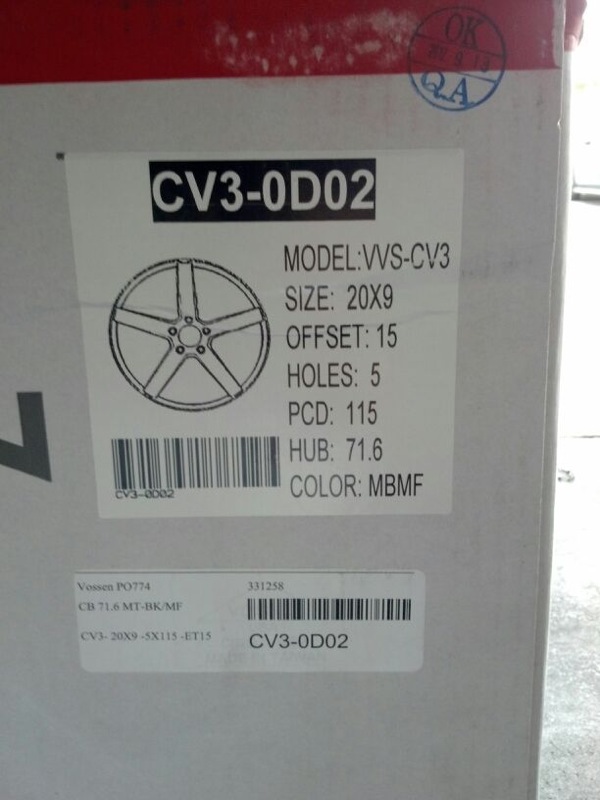 OK
Q.A.
CV3-0D02
MODEL:VVS-CV3
SIZE: 20X9
OFFSET: 15
HOLES: 5
PCD: 115
HUB: 71.6
COLOR: MBMF
CV3-0D02
Vossen PO774 331258
CB 71.6 MT-BK/MF
CV3- 20X9 -5X115 -ET15 CV3-0D02